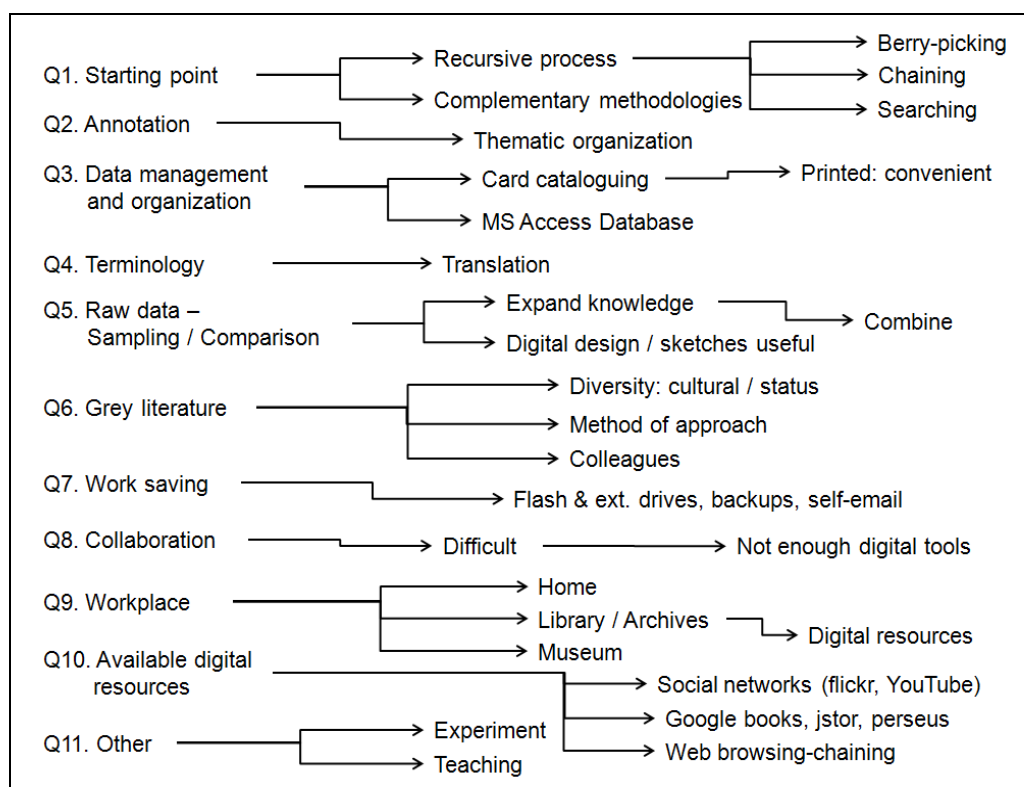 Q1. Starting point
Recursive process
Complementary methodologies
Berry-picking
Chaining
Searching
Q2. Annotation
Thematic organization
Q3. Data management
and organization
Card cataloguing
Printed: convenient
MS Access Database
Q4. Terminology
Translation
Q5. Raw data –
Sampling / Comparison
Expand knowledge
Combine
Digital design / sketches useful
Q6. Grey literature
Diversity: cultural / status
Method of approach
Colleagues
Q7. Work saving
Flash & ext. drives, backups, self-email
Q8. Collaboration
Difficult
Not enough digital tools
Q9. Workplace
Home
Library / Archives
Digital resources
Museum
Q10. Available digital
resources
Social networks (flickr, YouTube)
Google books, jstor, perseus
Web browsing-chaining
Q11. Other
Experiment
Teaching